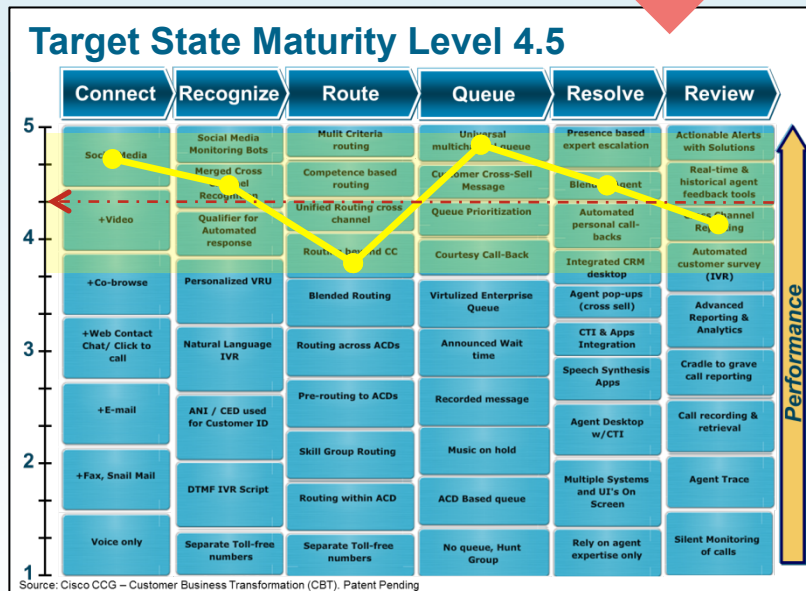 Target State Maturity Level 4.5
Connect
Recognize
Route
Queue
Resolve
Review
5
4
3
2
1
Social Media
+Video
+Co-browse
+Web Contact
Chat/ Click to
call
+E-mail
+Fax, Snail Mail
Voice only
Social Media
Monitoring Bots
Merged Cross
Recognition
Qualifier for
Automated
response
Personalized VRU
Natural Language
IVR
ANI / CED used
for Customer ID
DTMF IVR Script
Separate Toll-free
numbers
Mulit Criteria
routing
Competence based
routing
Unified Routing cross
channel
Routing beyond CC
Blended Routing
Routing across ACDs
Pre-routing to ACDs
Skill Group Routing
Routing within ACD
Separate Toll-free
numbers
Universal
multichannel queue
Customer Cross-Sell
Message
Queue Prioritization
Courtesy Call-Back
Virtulized Enterprise
Queue
Announced Wait
time
Recorded message
Music on hold
ACD Based queue
No queue, Hunt
Group
Presence based
expert escalation
Blended Agent
Automated
personal call-
backs
Integrated CRM
desktop
Agent pop-ups
(cross sell)
CTI & Apps
Integration
Speech Synthesis
Apps
Agent Desktop
w/CTI
Multiple Systems
and UI's On
Screen
Rely on agent
expertise only
Actionable Alerts
with Solutions
Real-time &
historical agent
feedback tools
Channel
Reporting
Automated
customer survey
(IVR)
Advanced
Reporting &
Analytics
Cradle to grave
call reporting
Call recording &
retrieval
Agent Trace
Silent Monitoring
of calls
Performance
Source: Cisco CCG – Customer Business Transformation (CBT). Patent Pending